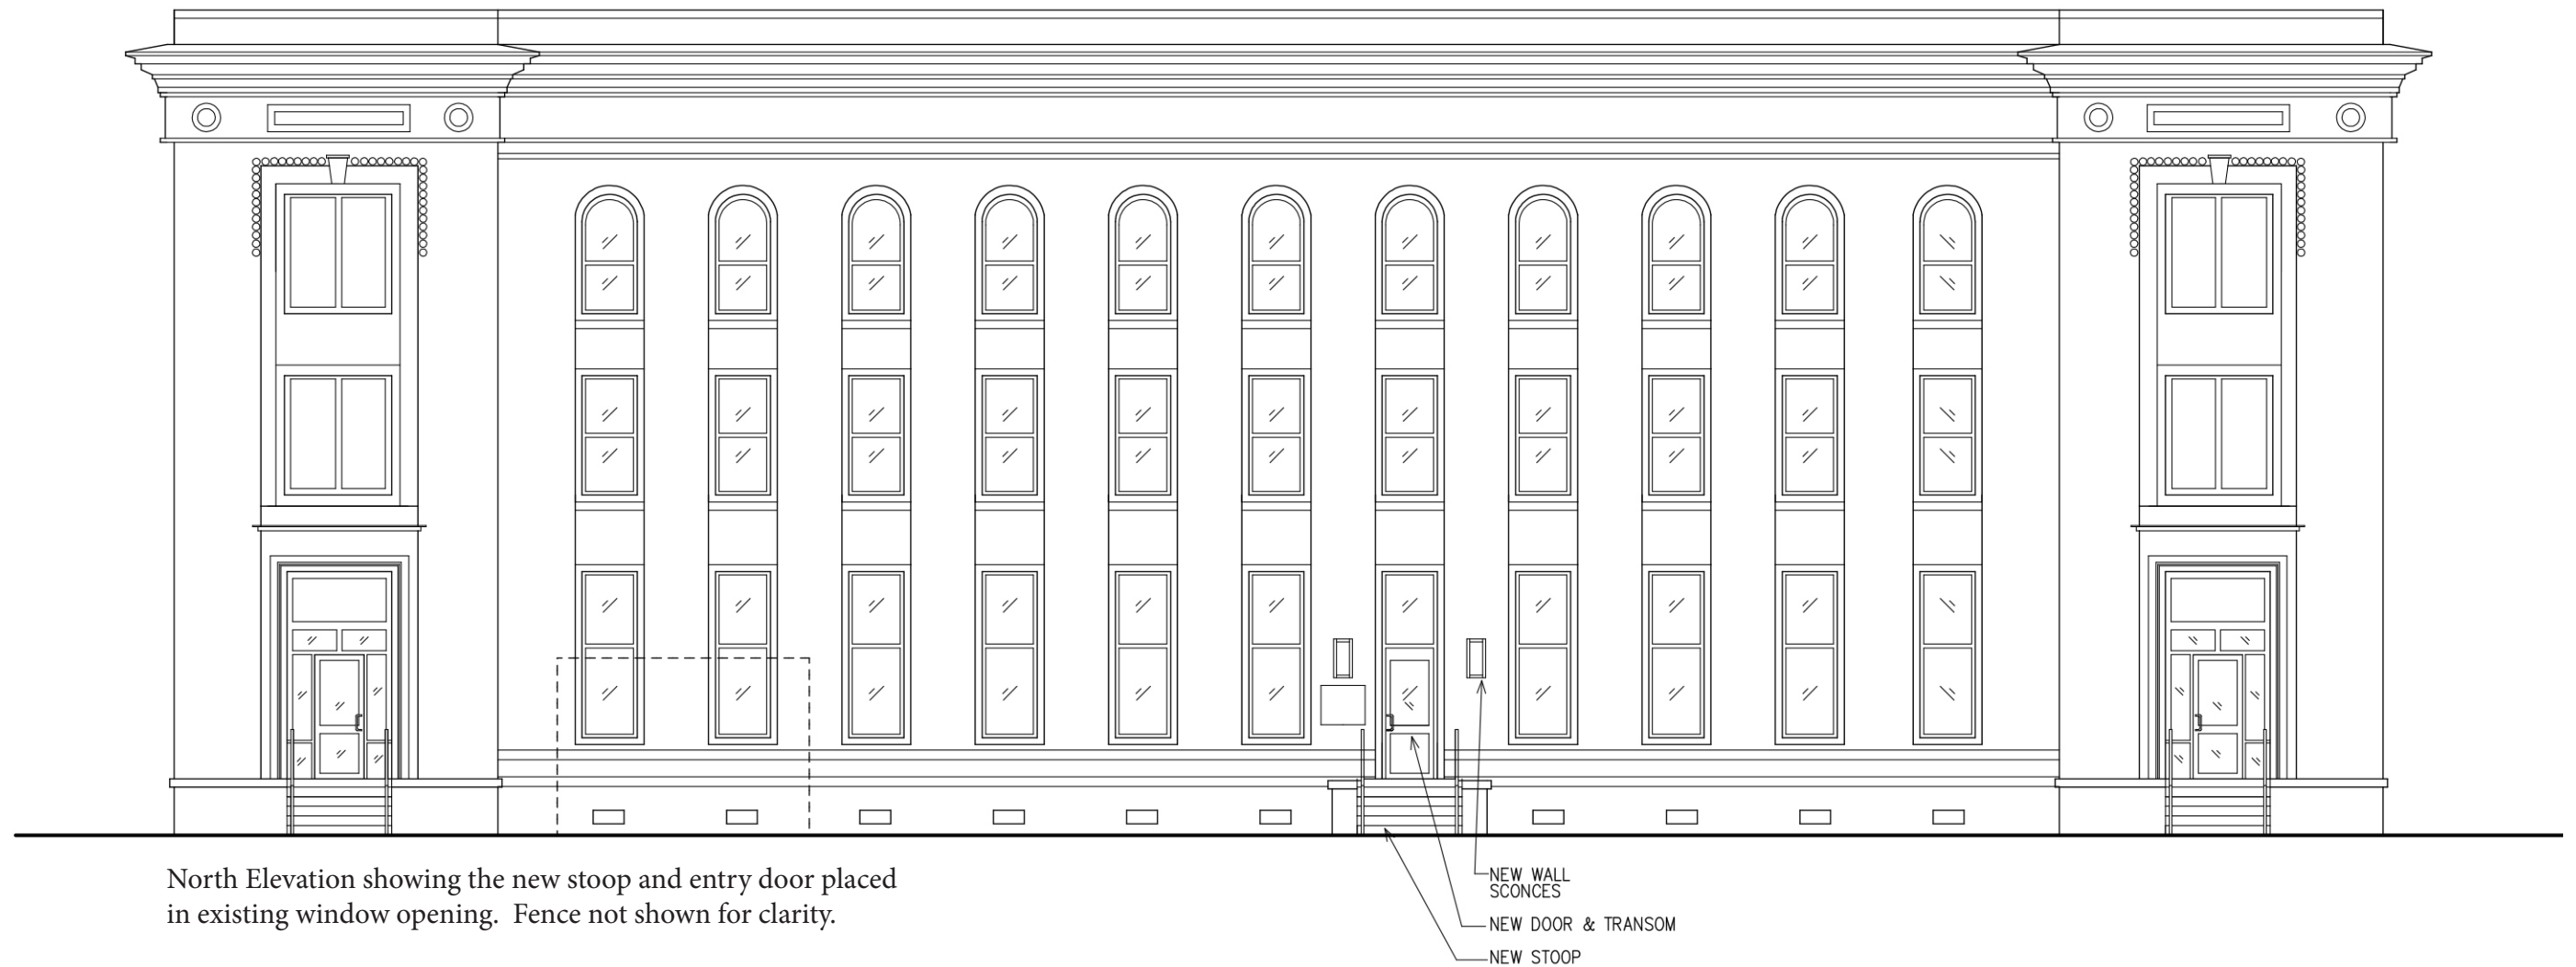 North Elevation showing the new stoop and entry door placed
in existing window opening.  Fence not shown for clarity.
NEW WALL
SCONCES
NEW DOOR & TRANSOM
NEW STOOP